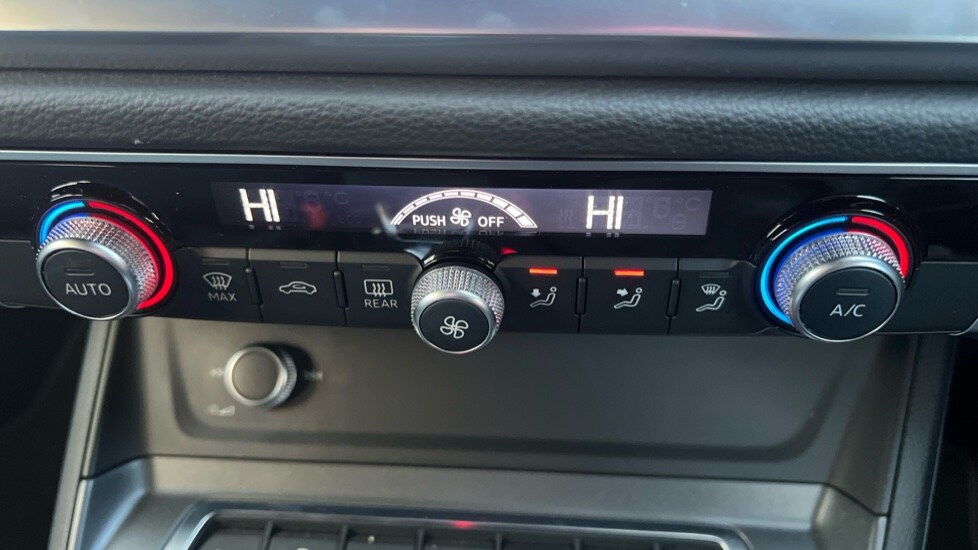 HI
PUSH OFF
HI
AUTO
MAX
REAR
A/C